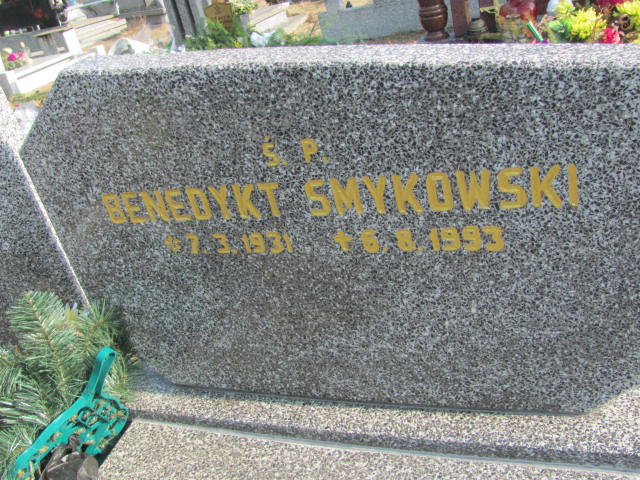 Ś. P.
BENEDYKT SMYKOWSKI
* 7.3.1931 ✝ 6.8.1993